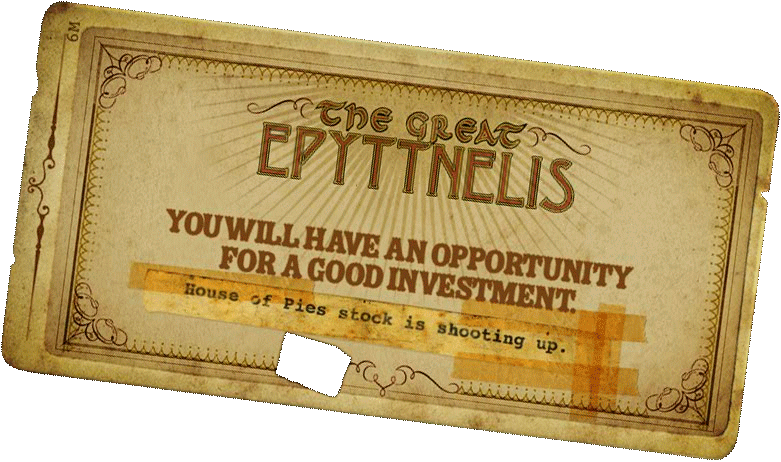 6M
THE GREAT
EPYTTNELIS
YOU WILL HAVE AN OPPORTUNITY
FOR A GOOD INVESTMENT.
House of Pies stock is shooting up.